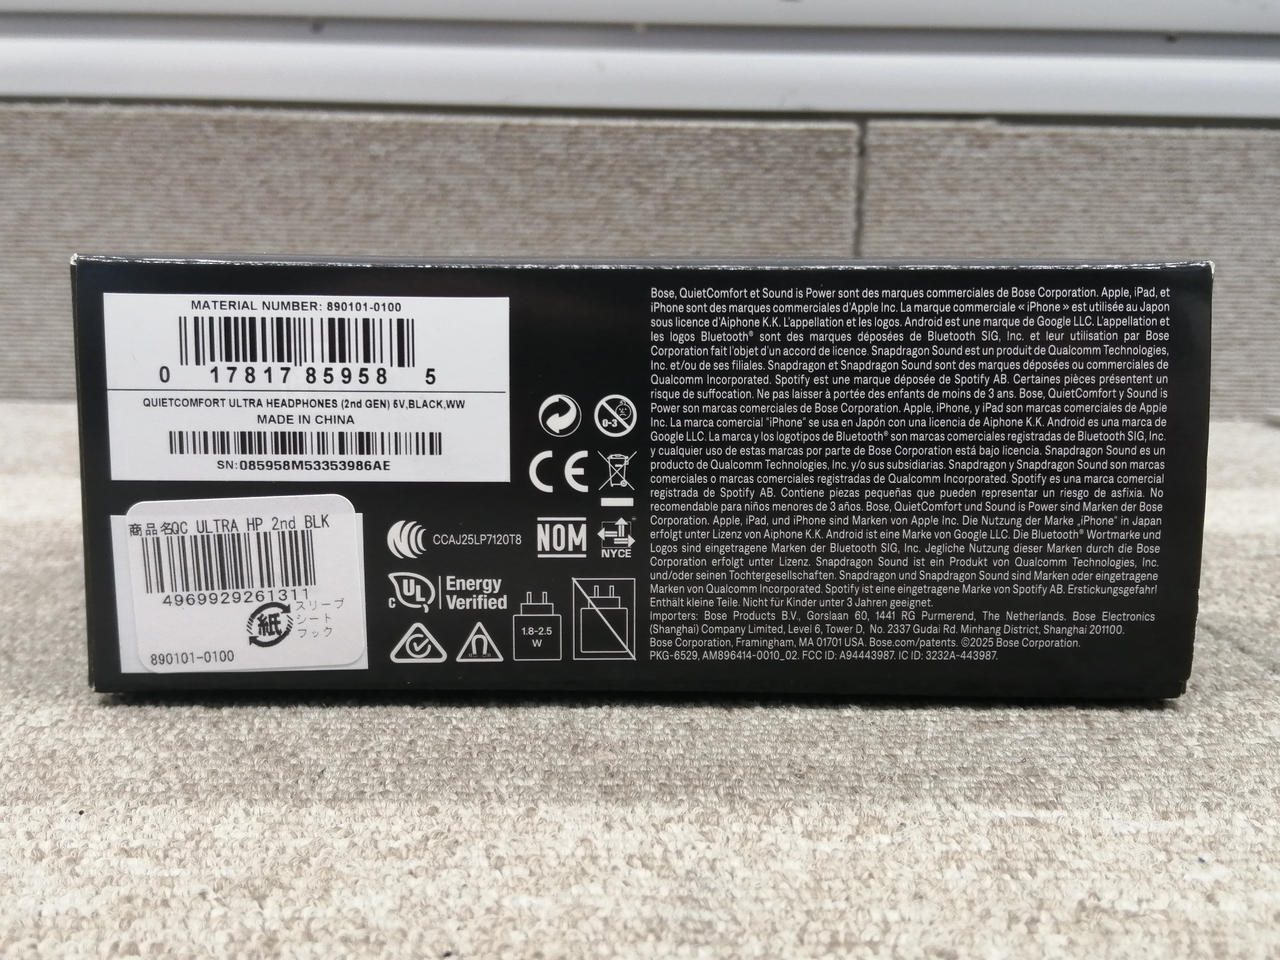 MATERIAL NUMBER: 890101-0100
0 17817 85958 5
QUIETCOMFORT ULTRA HEADPHONES (2nd GEN) 5V,BLACK,WW
MADE IN CHINA
SN:085958M53353986AE
商品名QC ULTRA HP 2nd BLK
4969929261311
紙
スリーブ
シート
フック
890101-0100
0-3
CE
CCAJ25LP7120T8
NOM
NYCE
c UL
Energy
Verified
1.8-2.5
W
Bose, QuietComfort et Sound is Power sont des marques commerciales de Bose Corporation. Apple, iPad, et
iPhone sont des marques commerciales d'Apple Inc. La marque commerciale « iPhone » est utilisée au Japon
sous licence d'Aiphone K.K. L'appellation et les logos. Android est une marque de Google LLC. L'appellation et
les logos Bluetooth® sont des marques déposées de Bluetooth SIG, Inc. et leur utilisation par Bose
Corporation fait l'objet d'un accord de licence. Snapdragon Sound est un produit de Qualcomm Technologies,
Inc. et/ou de ses filiales. Snapdragon et Snapdragon Sound sont des marques déposées ou commerciales de
Qualcomm Incorporated. Spotify est une marque déposée de Spotify AB. Certaines pièces présentent un
risque de suffocation. Ne pas laisser à portée des enfants de moins de 3 ans. Bose, QuietComfort y Sound is
Power son marcas comerciales de Bose Corporation. Apple, iPhone, y iPad son marcas comerciales de Apple
Inc. La marca comercial "iPhone" se usa en Japón con una licencia de Aiphone K.K. Android es una marca de
Google LLC. La marca y los logotipos de Bluetooth® son marcas comerciales registradas de Bluetooth SIG, Inc.
y cualquier uso de estas marcas por parte de Bose Corporation está bajo licencia. Snapdragon Sound es un
producto de Qualcomm Technologies, Inc. y/o sus subsidiarias. Snapdragon y Snapdragon Sound son marcas
comerciales o marcas comerciales registradas de Qualcomm Incorporated. Spotify es una marca comercial
registrada de Spotify AB. Contiene piezas pequeñas que pueden representar un riesgo de asfixia. No
recomendable para niños menores de 3 años. Bose, QuietComfort und Sound is Power sind Marken der Bose
Corporation. Apple, iPad, und iPhone sind Marken von Apple Inc. Die Nutzung der Marke „iPhone" in Japan
erfolgt unter Lizenz von Aiphone K.K. Android ist eine Marke von Google LLC. Die Bluetooth® Wortmarke und
Logos sind eingetragene Marken der Bluetooth SIG, Inc. Jegliche Nutzung dieser Marken durch die Bose
Corporation erfolgt unter Lizenz. Snapdragon Sound ist ein Produkt von Qualcomm Technologies, Inc.
und/oder seinen Tochtergesellschaften. Snapdragon und Snapdragon Sound sind Marken oder eingetragene
Marken von Qualcomm Incorporated. Spotify ist eine eingetragene Marke von Spotify AB. Erstickungsgefahr!
Enthält kleine Teile. Nicht für Kinder unter 3 Jahren geeignet.
Importers: Bose Products B.V., Gorslaan 60, 1441 RG Purmerend, The Netherlands. Bose Electronics
(Shanghai) Company Limited, Level 6, Tower D, No. 2337 Gudai Rd. Minhang District, Shanghai 201100.
Bose Corporation, Framingham, MA 01701 USA. Bose.com/patents. ©2025 Bose Corporation.
PKG-6529, AM896414-0010_02. FCC ID: A94443987. IC ID: 3232A-443987.